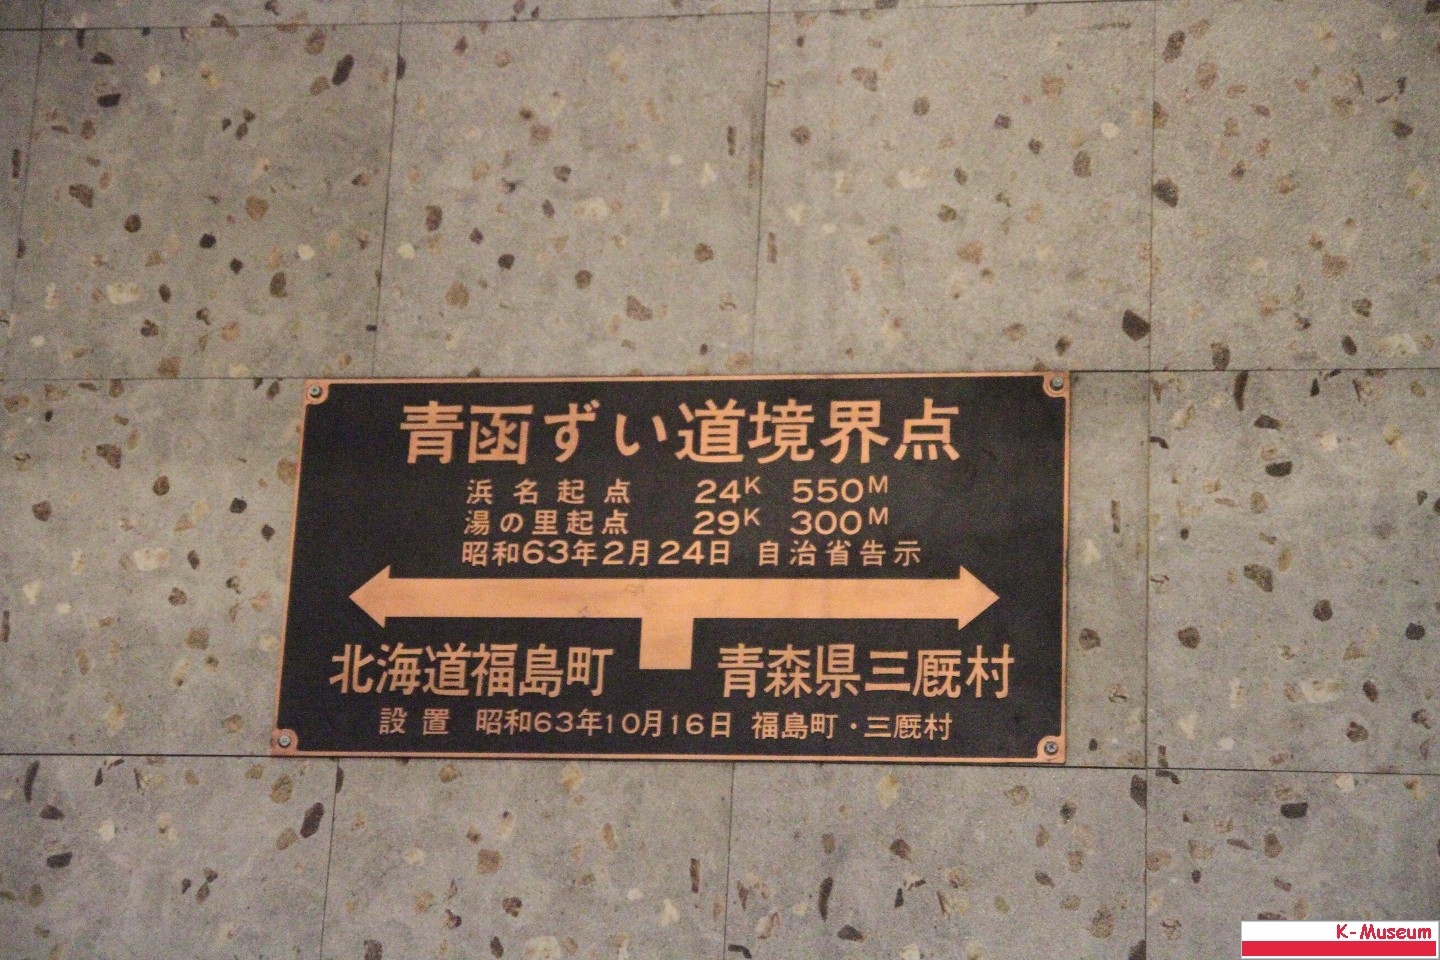 青函ずい道境界点
浜名起点 24K 550M
湯の里起点 29K 300M
昭和63年2月24日 自治省告示
北海道福島町 青森県三厩村
設置 昭和63年10月16日 福島町・三厩村
K-Museum